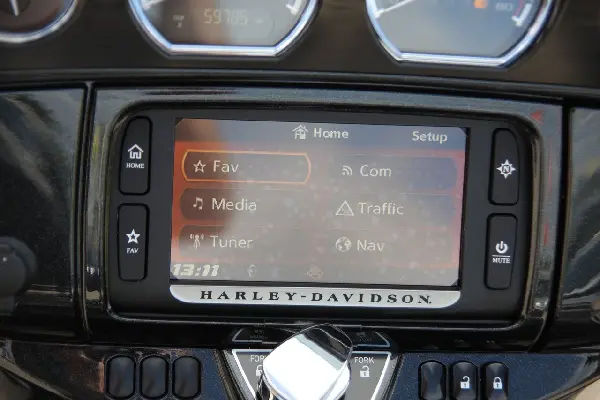 59785
Home
Setup
HOME
Fav
Com
N
Media
Traffic
FAV
Tuner
Nav
MUTE
13:11
HARLEY-DAVIDSON
FORK
FORK